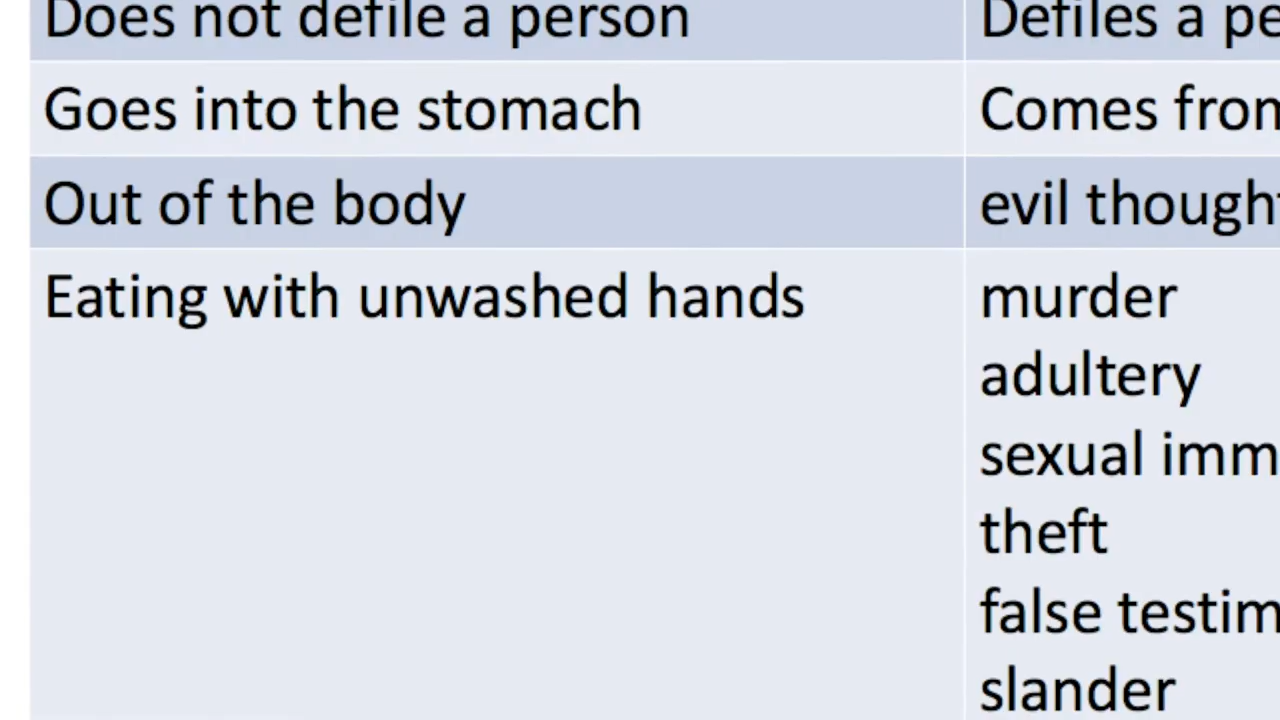 Does not defile a person
Defiles a
Goes into the stomach
Comes
Out of the body
evil
Eating with unwashed hands
murder
adultery
sexual
theft
false
slander